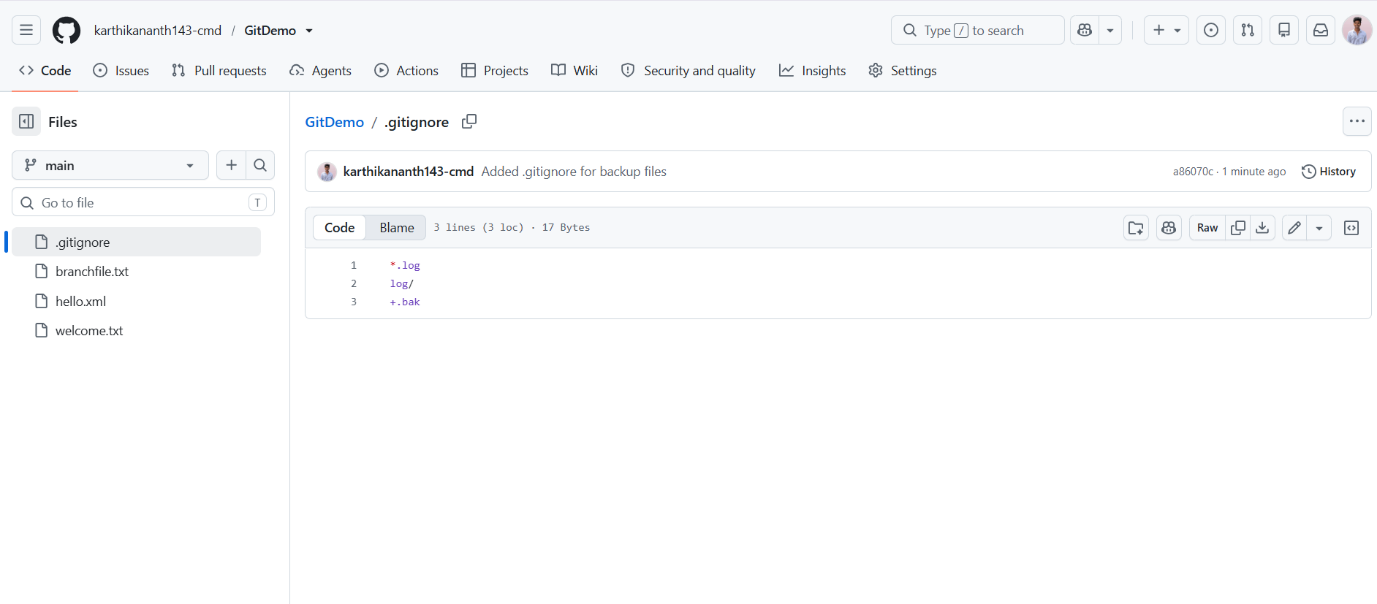 karthikananth143-cmd / GitDemo
Type / to search
Code Issues Pull requests Agents Actions Projects Wiki Security and quality Insights Settings
Files
GitDemo / .gitignore
main
karthikananth143-cmd Added .gitignore for backup files a86070c · 1 minute ago History
Go to file T
Code Blame 3 lines (3 loc) · 17 Bytes Raw
.gitignore
branchfile.txt
hello.xml
welcome.txt
1 *.log
2 log/
3 +.bak